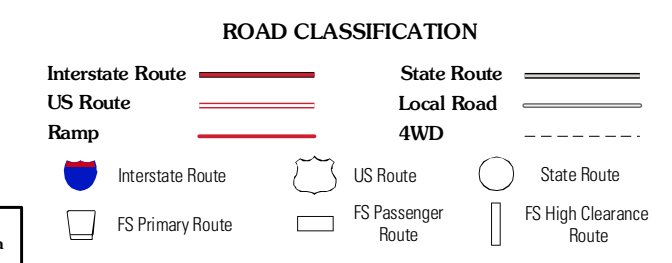 ROAD CLASSIFICATION
Interstate Route
State Route
US Route
Local Road
Ramp
4WD
Interstate Route
US Route
State Route
FS Primary Route
FS Passenger
Route
FS High Clearance
Route